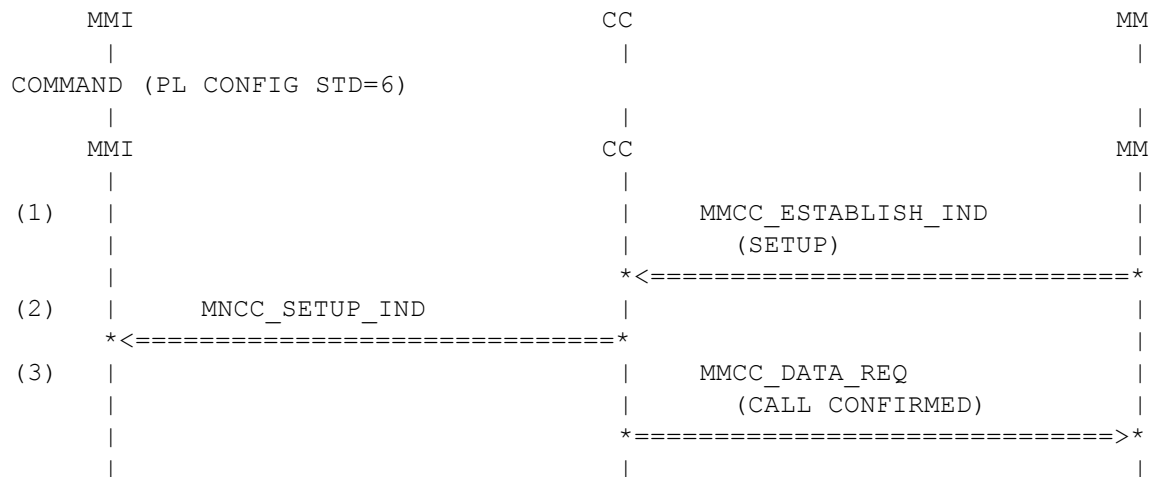 MMI CC MM
| | |
COMMAND (PL CONFIG STD=6)
| | |
MMI CC MM
| | |
(1) | | MMCC_ESTABLISH_IND |
| | (SETUP) |
| *<==============================*
(2) | MNCC_SETUP_IND | |
*<==============================* |
(3) | | MMCC_DATA_REQ |
| | (CALL CONFIRMED) |
| *==============================>*
| | |